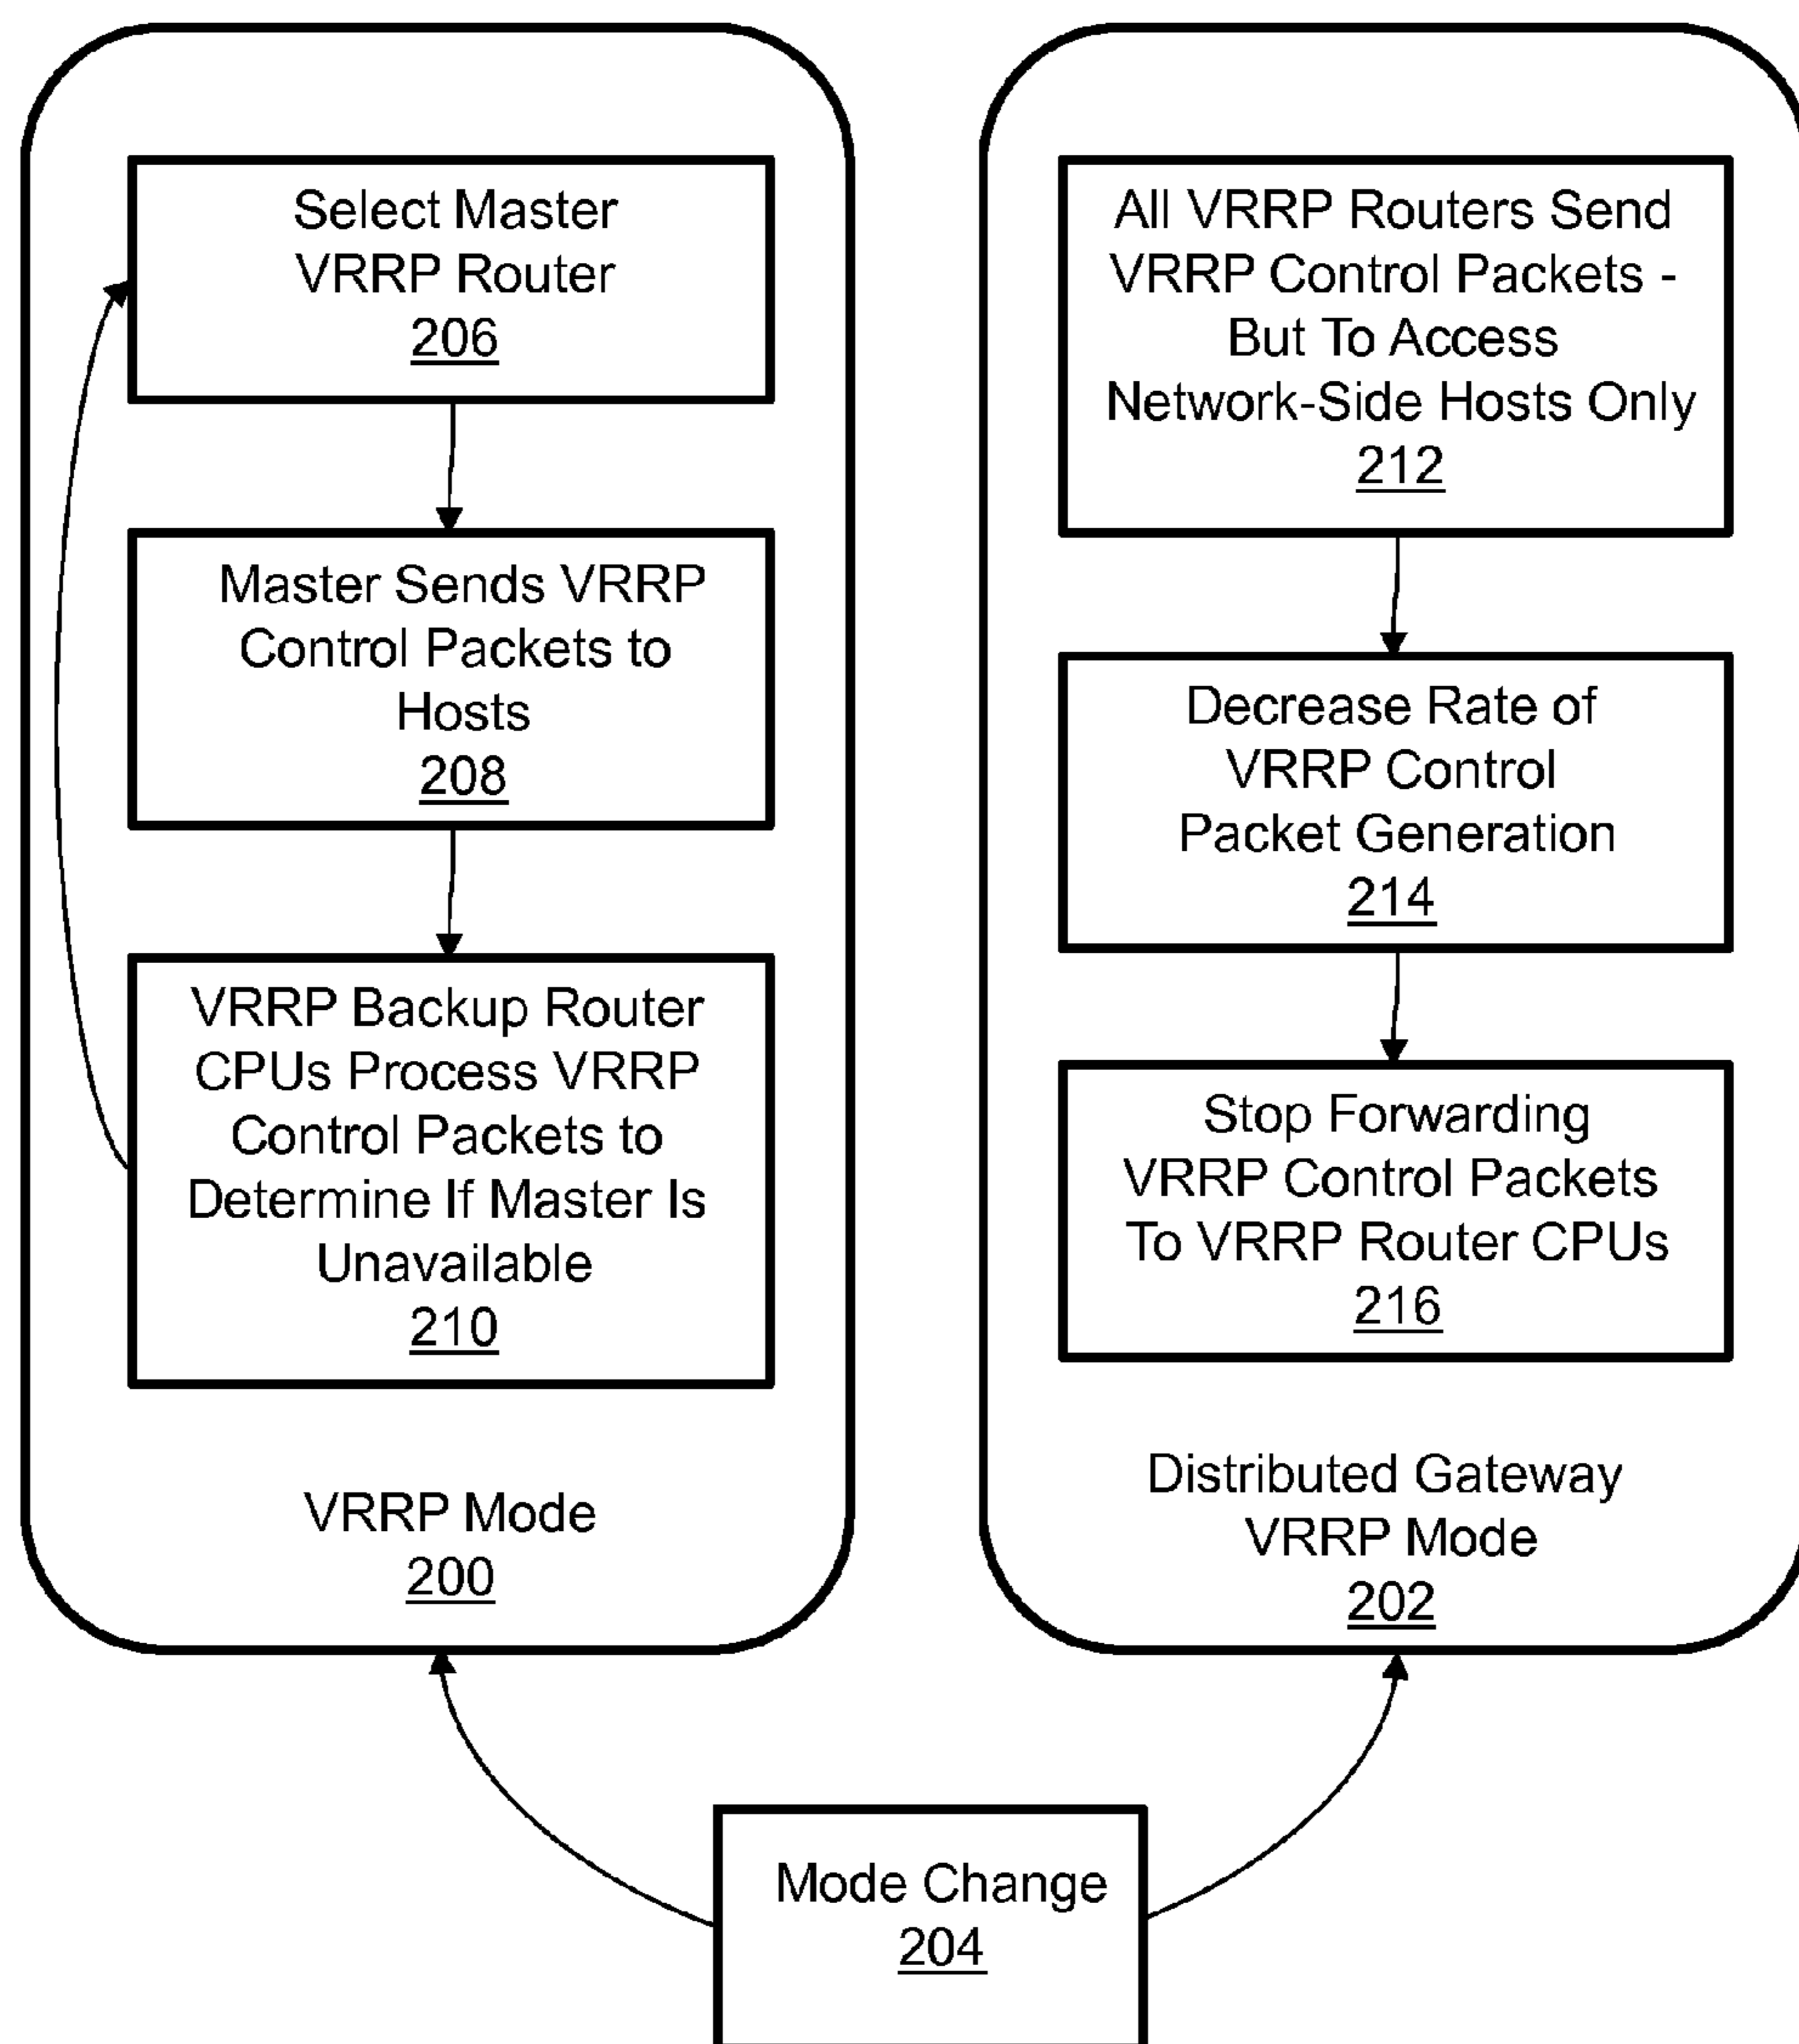 Select Master
VRRP Router
206
Master Sends VRRP
Control Packets to
Hosts
208
VRRP Backup Router
CPUs Process VRRP
Control Packets to
Determine If Master Is
Unavailable
210
VRRP Mode
200
All VRRP Routers Send
VRRP Control Packets -
But To Access
Network-Side Hosts Only
212
Decrease Rate of
VRRP Control
Packet Generation
214
Stop Forwarding
VRRP Control Packets
To VRRP Router CPUs
216
Distributed Gateway
VRRP Mode
202
Mode Change
204